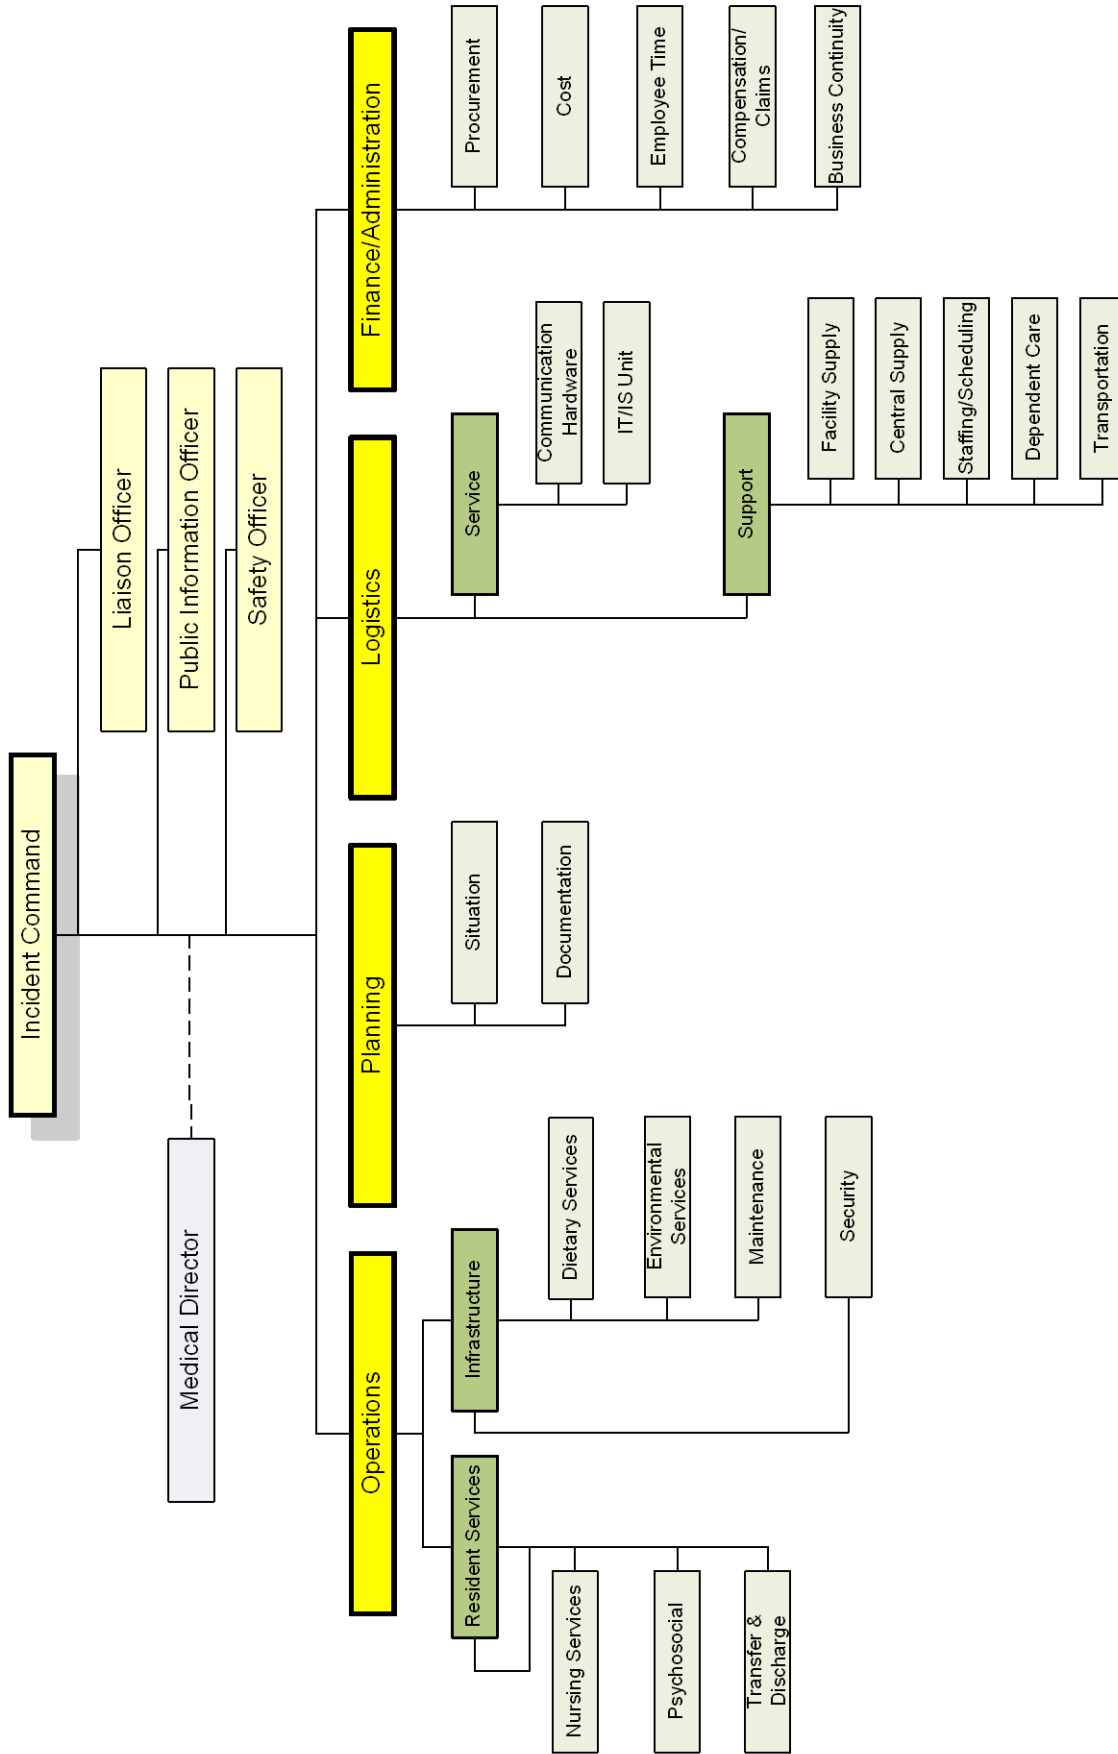 Incident Command
Liaison Officer
Public Information Officer
Safety Officer
Medical Director
Operations
Planning
Logistics
Finance/Administration
Resident Services
Nursing Services
Psychosocial
Transfer &
Discharge
Infrastructure
Dietary Services
Environmental
Services
Maintenance
Security
Situation
Documentation
Service
Communication
Hardware
IT/IS Unit
Support
Facility Supply
Central Supply
Staffing/Scheduling
Dependent Care
Transportation
Procurement
Cost
Employee Time
Compensation/
Claims
Business Continuity